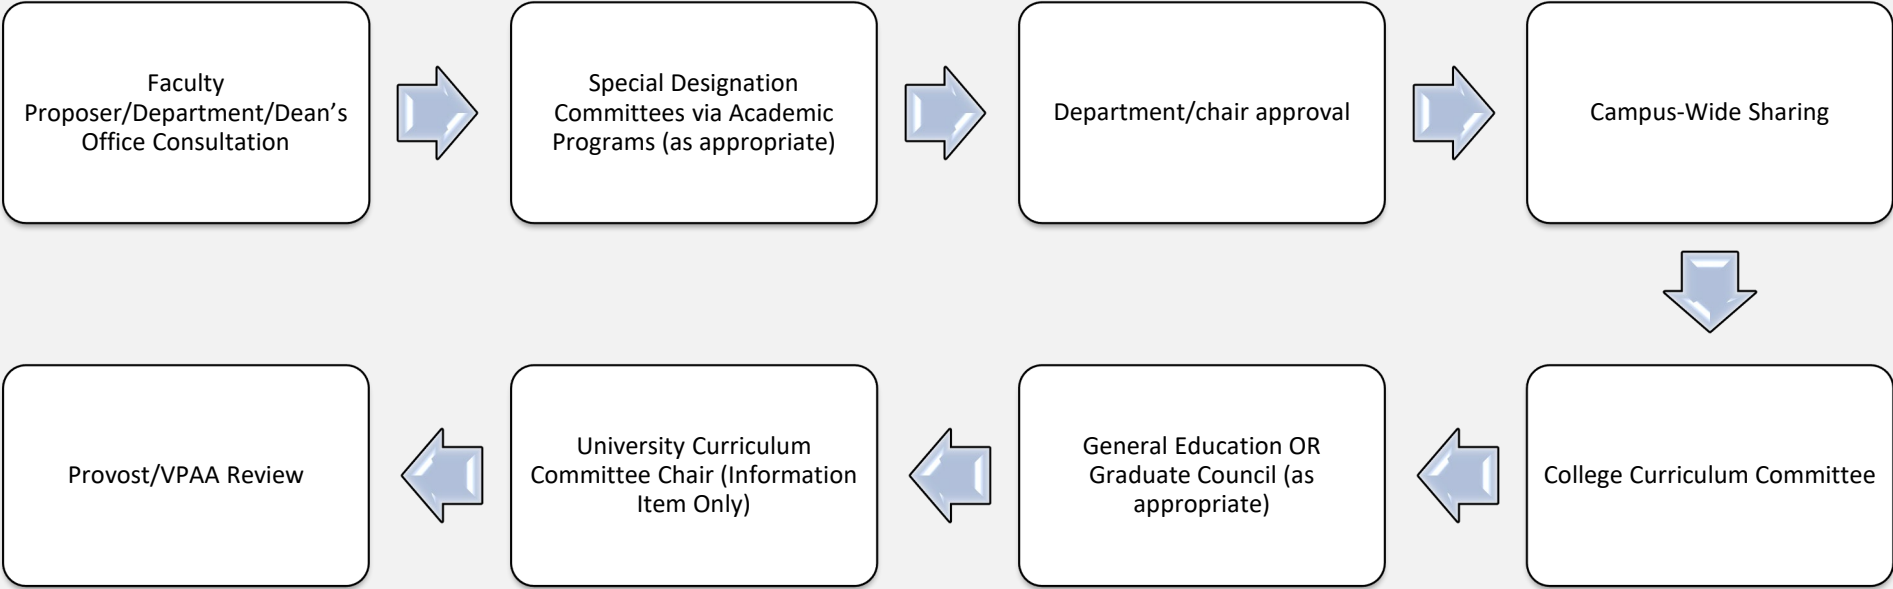 Faculty
Proposer/Department/Dean’s
Office Consultation
Special Designation
Committees via Academic
Programs (as appropriate)
Department/chair approval
Campus-Wide Sharing
College Curriculum Committee
General Education OR
Graduate Council (as
appropriate)
University Curriculum
Committee Chair (Information
Item Only)
Provost/VPAA Review